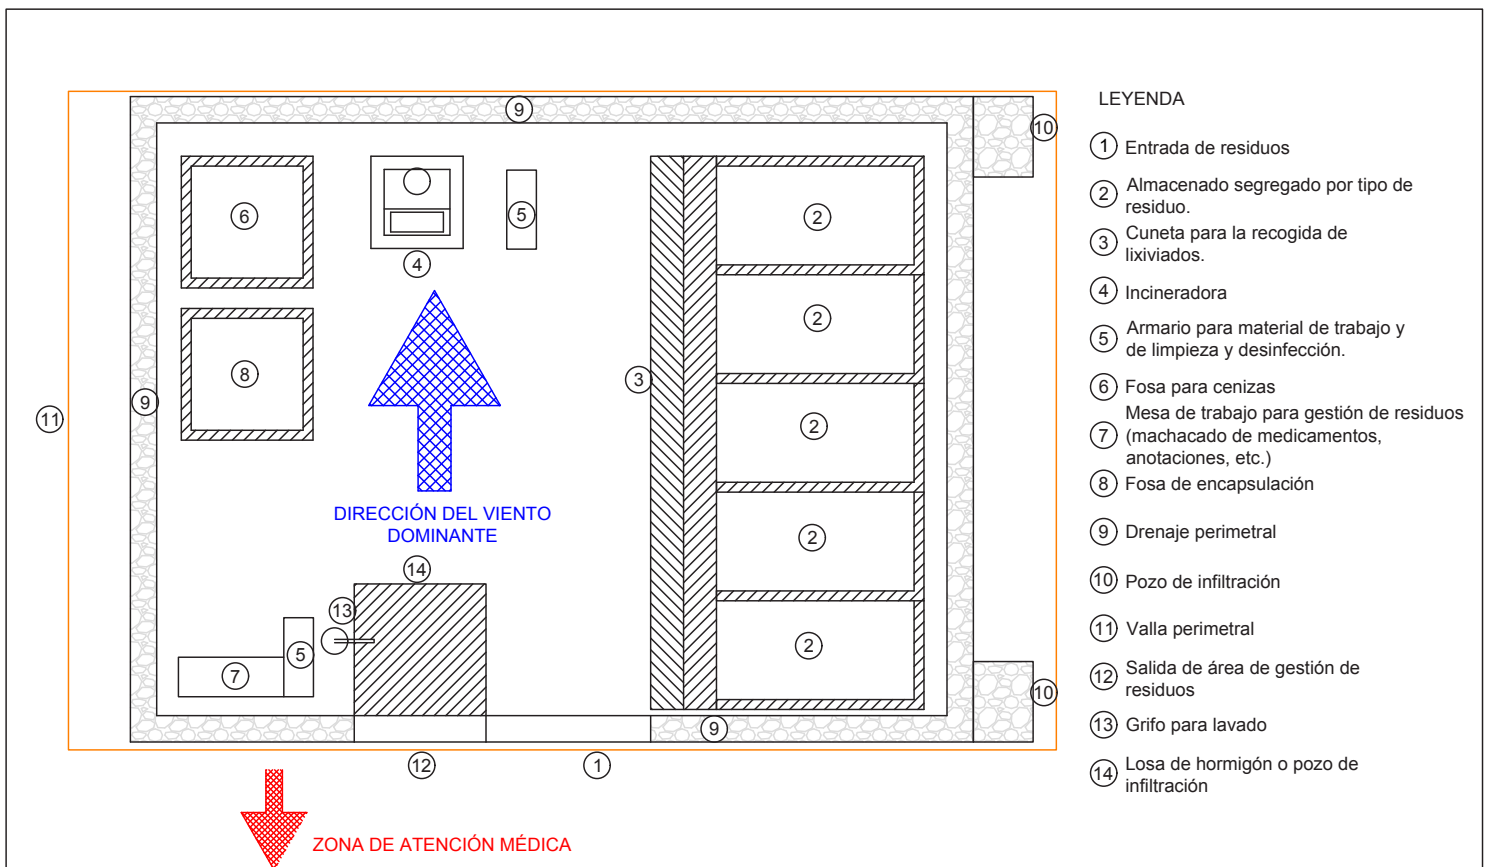 9
10
6
5
2
4
2
8
3
9
11
2
DIRECCIÓN DEL VIENTO
DOMINANTE
14
2
13
5
7
2
10
9
12
1
ZONA DE ATENCIÓN MÉDICA
LEYENDA
1 Entrada de residuos
2 Almacenado segregado por tipo de
residuo.
3 Cuneta para la recogida de
lixiviados.
4 Incineradora
5 Armario para material de trabajo y
de limpieza y desinfección.
6 Fosa para cenizas
7 Mesa de trabajo para gestión de residuos
(machacado de medicamentos,
anotaciones, etc.)
8 Fosa de encapsulación
9 Drenaje perimetral
10 Pozo de infiltración
11 Valla perimetral
12 Salida de área de gestión de
residuos
13 Grifo para lavado
14 Losa de hormigón o pozo de
infiltración